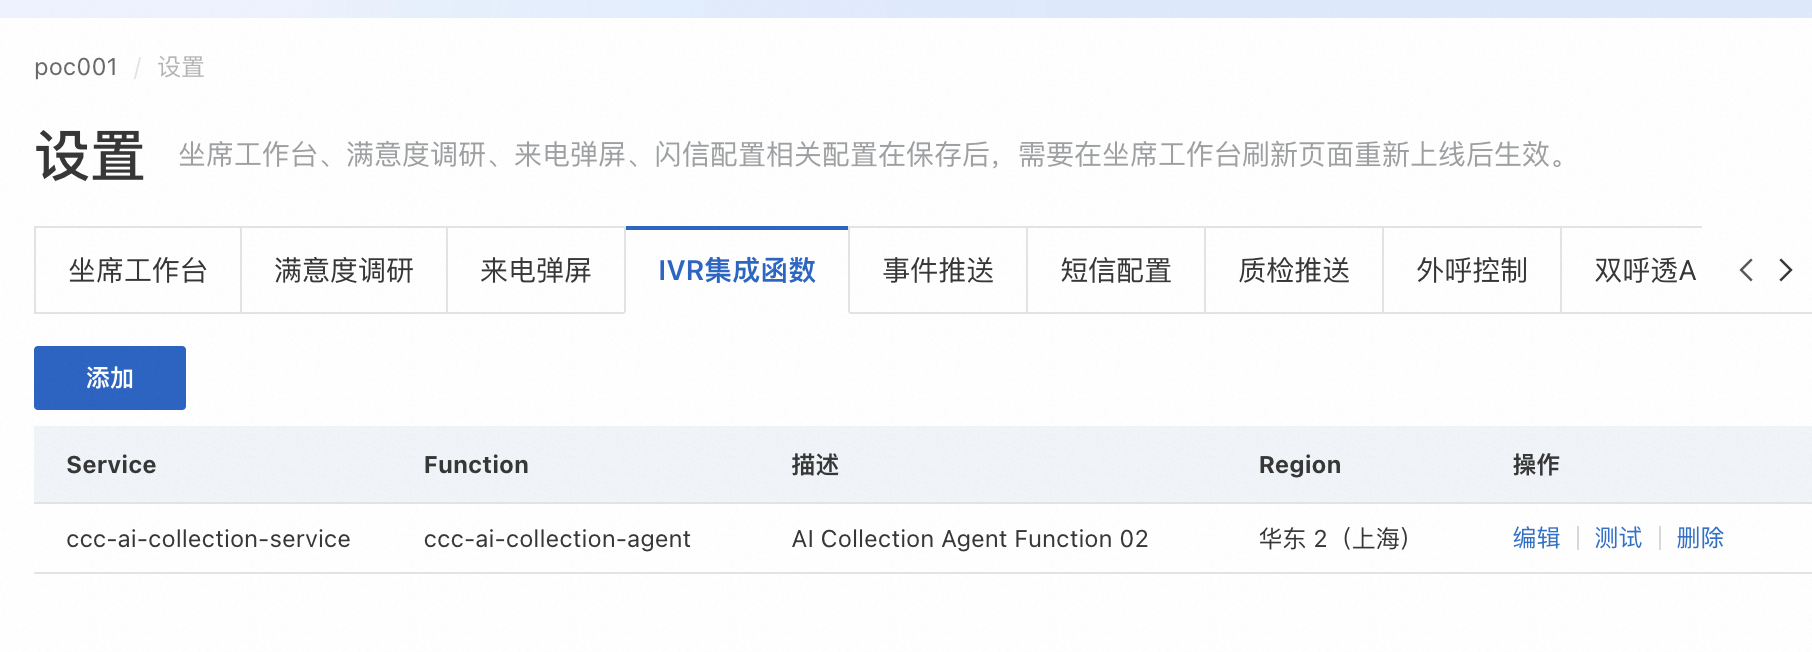 poc001 / 设置
设置 坐席工作台、满意度调研、来电弹屏、闪信配置相关配置在保存后，需要在坐席工作台刷新页面重新上线后生效。
坐席工作台 满意度调研 来电弹屏 IVR集成函数 事件推送 短信配置 质检推送 外呼控制 双呼透A
添加
Service Function 描述 Region 操作
ccc-ai-collection-service ccc-ai-collection-agent AI Collection Agent Function 02 华东 2（上海） 编辑 测试 删除